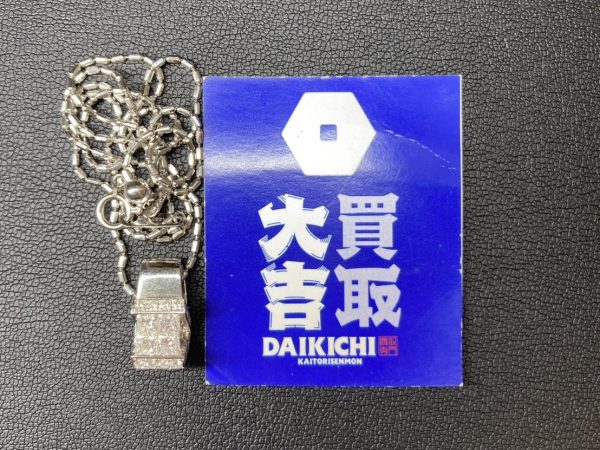 買取
大吉
DAIKICHI
KAITORISENMON